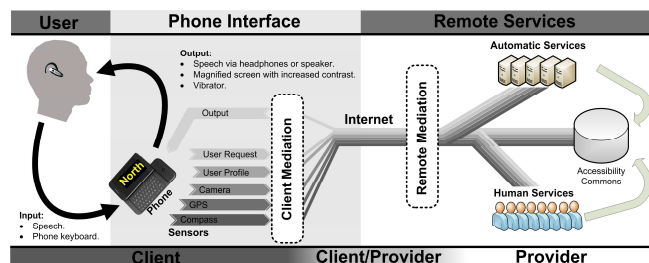 User
Phone Interface
Remote Services
Output:
• Speech via headphones or speaker.
• Magnified screen with increased contrast.
• Vibrator.
Automatic Services
Output
Internet
Client Mediation
Remote Mediation
User Request
User Profile
Camera
GPS
Compass
Sensors
North
Phone
Accessibility
Commons
Human Services
Input:
• Speech.
• Phone keyboard.
Client
Client/Provider
Provider